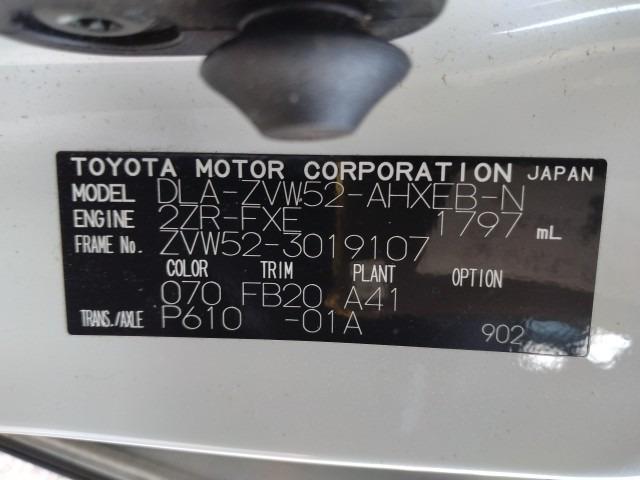 TOYOTA MOTOR CORPORATION JAPAN
MODEL DLA-ZVW52-AHXEB-N
ENGINE 2ZR-FXE 1797 mL
FRAME No. ZVW52-3019107
COLOR TRIM PLANT OPTION
070 FB20 A41
TRANS./AXLE P610 -01A 902